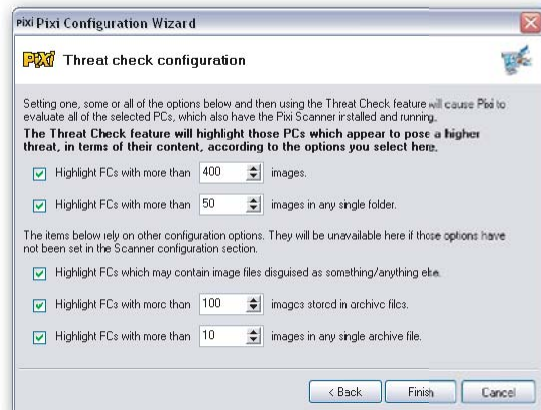 Pixi Pixi Configuration Wizard
PiXi Threat check configuration
Setting one, some or all of the options below and then using the Threat Check feature will cause Pixi to
evaluate all of the selected PCs, which also have the Pixi Scanner installed and running.
The Threat Check feature will highlight those PCs which appear to pose a higher
threat, in terms of their content, according to the options you select here.
Highlight PCs with more than 400 images.
Highlight PCs with more than 50 images in any single folder.
The items below rely on other configuration options. They will be unavailable here if those options have
not been set in the Scanner configuration section.
Highlight PCs which may contain image files disguised as something/anything else.
Highlight PCs with more than 100 images stored in archive files.
Highlight PCs with more than 10 images in any single archive file.
< Back Finish Cancel